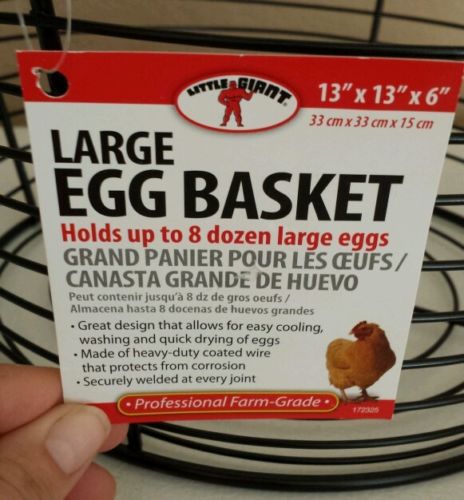 LITTLE GIANT®
13" x 13" x 6"
33 cm x 33 cm x 15 cm
LARGE
EGG BASKET
Holds up to 8 dozen large eggs
GRAND PANIER POUR LES ŒUFS /
CANASTA GRANDE DE HUEVO
Peut contenir jusqu'à 8 dz de gros oeufs /
Almacena hasta 8 docenas de huevos grandes
• Great design that allows for easy cooling,
washing and quick drying of eggs
• Made of heavy-duty coated wire
that protects from corrosion
• Securely welded at every joint
• Professional Farm-Grade •
172325